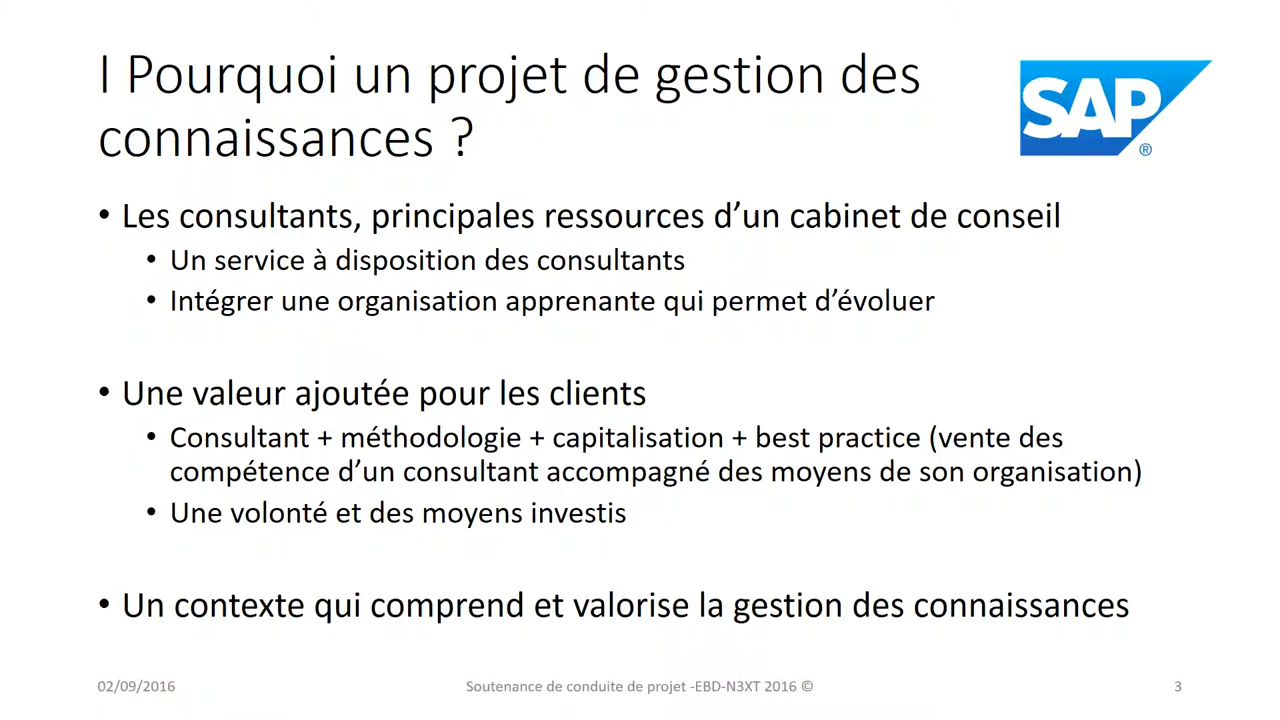 I Pourquoi un projet de gestion des
connaissances ?
SAP ®
• Les consultants, principales ressources d’un cabinet de conseil
• Un service à disposition des consultants
• Intégrer une organisation apprenante qui permet d’évoluer
• Une valeur ajoutée pour les clients
• Consultant + méthodologie + capitalisation + best practice (vente des
compétence d’un consultant accompagné des moyens de son organisation)
• Une volonté et des moyens investis
• Un contexte qui comprend et valorise la gestion des connaissances
02/09/2016
Soutenance de conduite de projet -EBD-N3XT 2016 ©
3